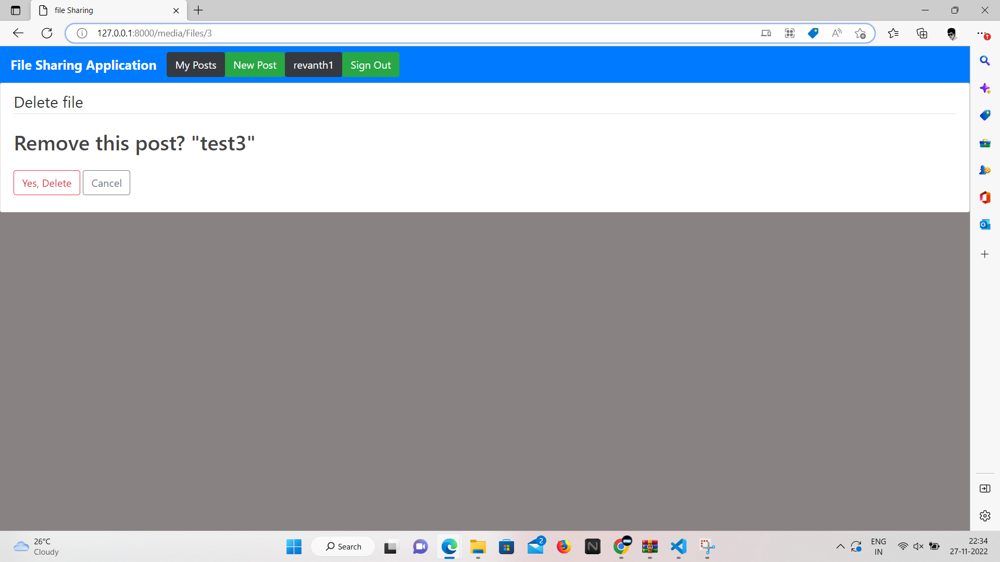 file Sharing
127.0.0.1:8000/media/Files/3
File Sharing Application My Posts New Post revanth1 Sign Out
Delete file
Remove this post? "test3"
Yes, Delete Cancel
26°C
Cloudy
Search
2
ENG
IN
22:34
27-11-2022